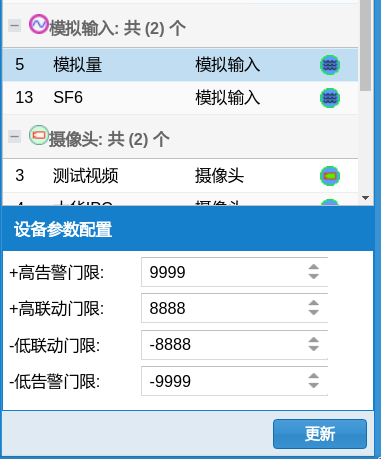 模拟输入: 共 (2) 个
5 模拟量 模拟输入
13 SF6 模拟输入
摄像头: 共 (2) 个
3 测试视频 摄像头
摄像头
设备参数配置
+高告警门限: 9999
+高联动门限: 8888
-低联动门限: -8888
-低告警门限: -9999
更新